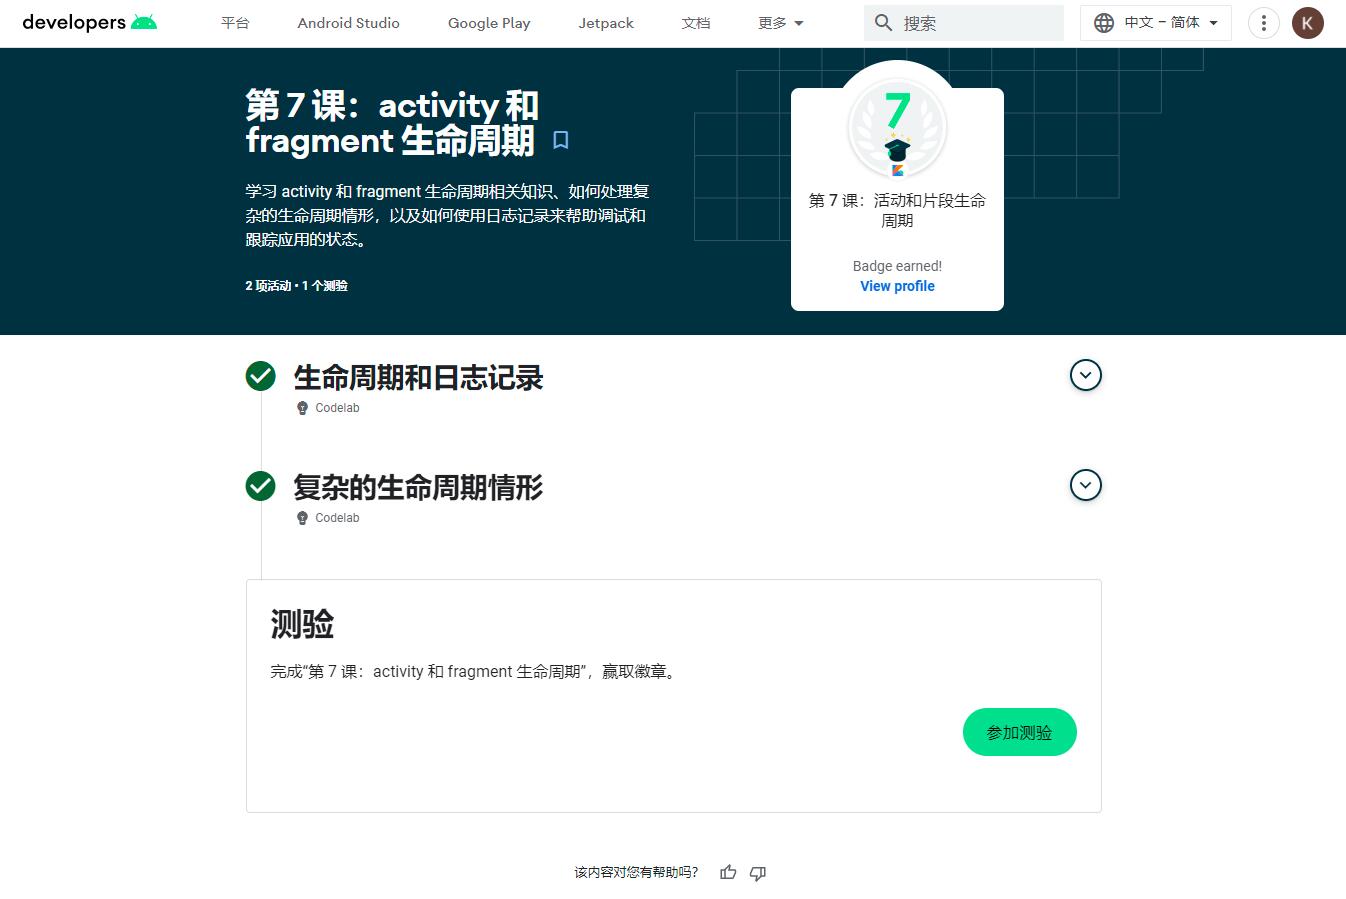 developers
平台
Android Studio
Google Play
Jetpack
文档
更多
搜索
中文 – 简体
K
第 7 课：activity 和
fragment 生命周期
学习 activity 和 fragment 生命周期相关知识、如何处理复
杂的生命周期情形，以及如何使用日志记录来帮助调试和
跟踪应用的状态。
2 项活动 • 1 个测验
7
第 7 课：活动和片段生命
周期
Badge earned!
View profile
生命周期和日志记录
Codelab
复杂的生命周期情形
Codelab
测验
完成“第 7 课：activity 和 fragment 生命周期”，赢取徽章。
参加测验
该内容对您有帮助吗？